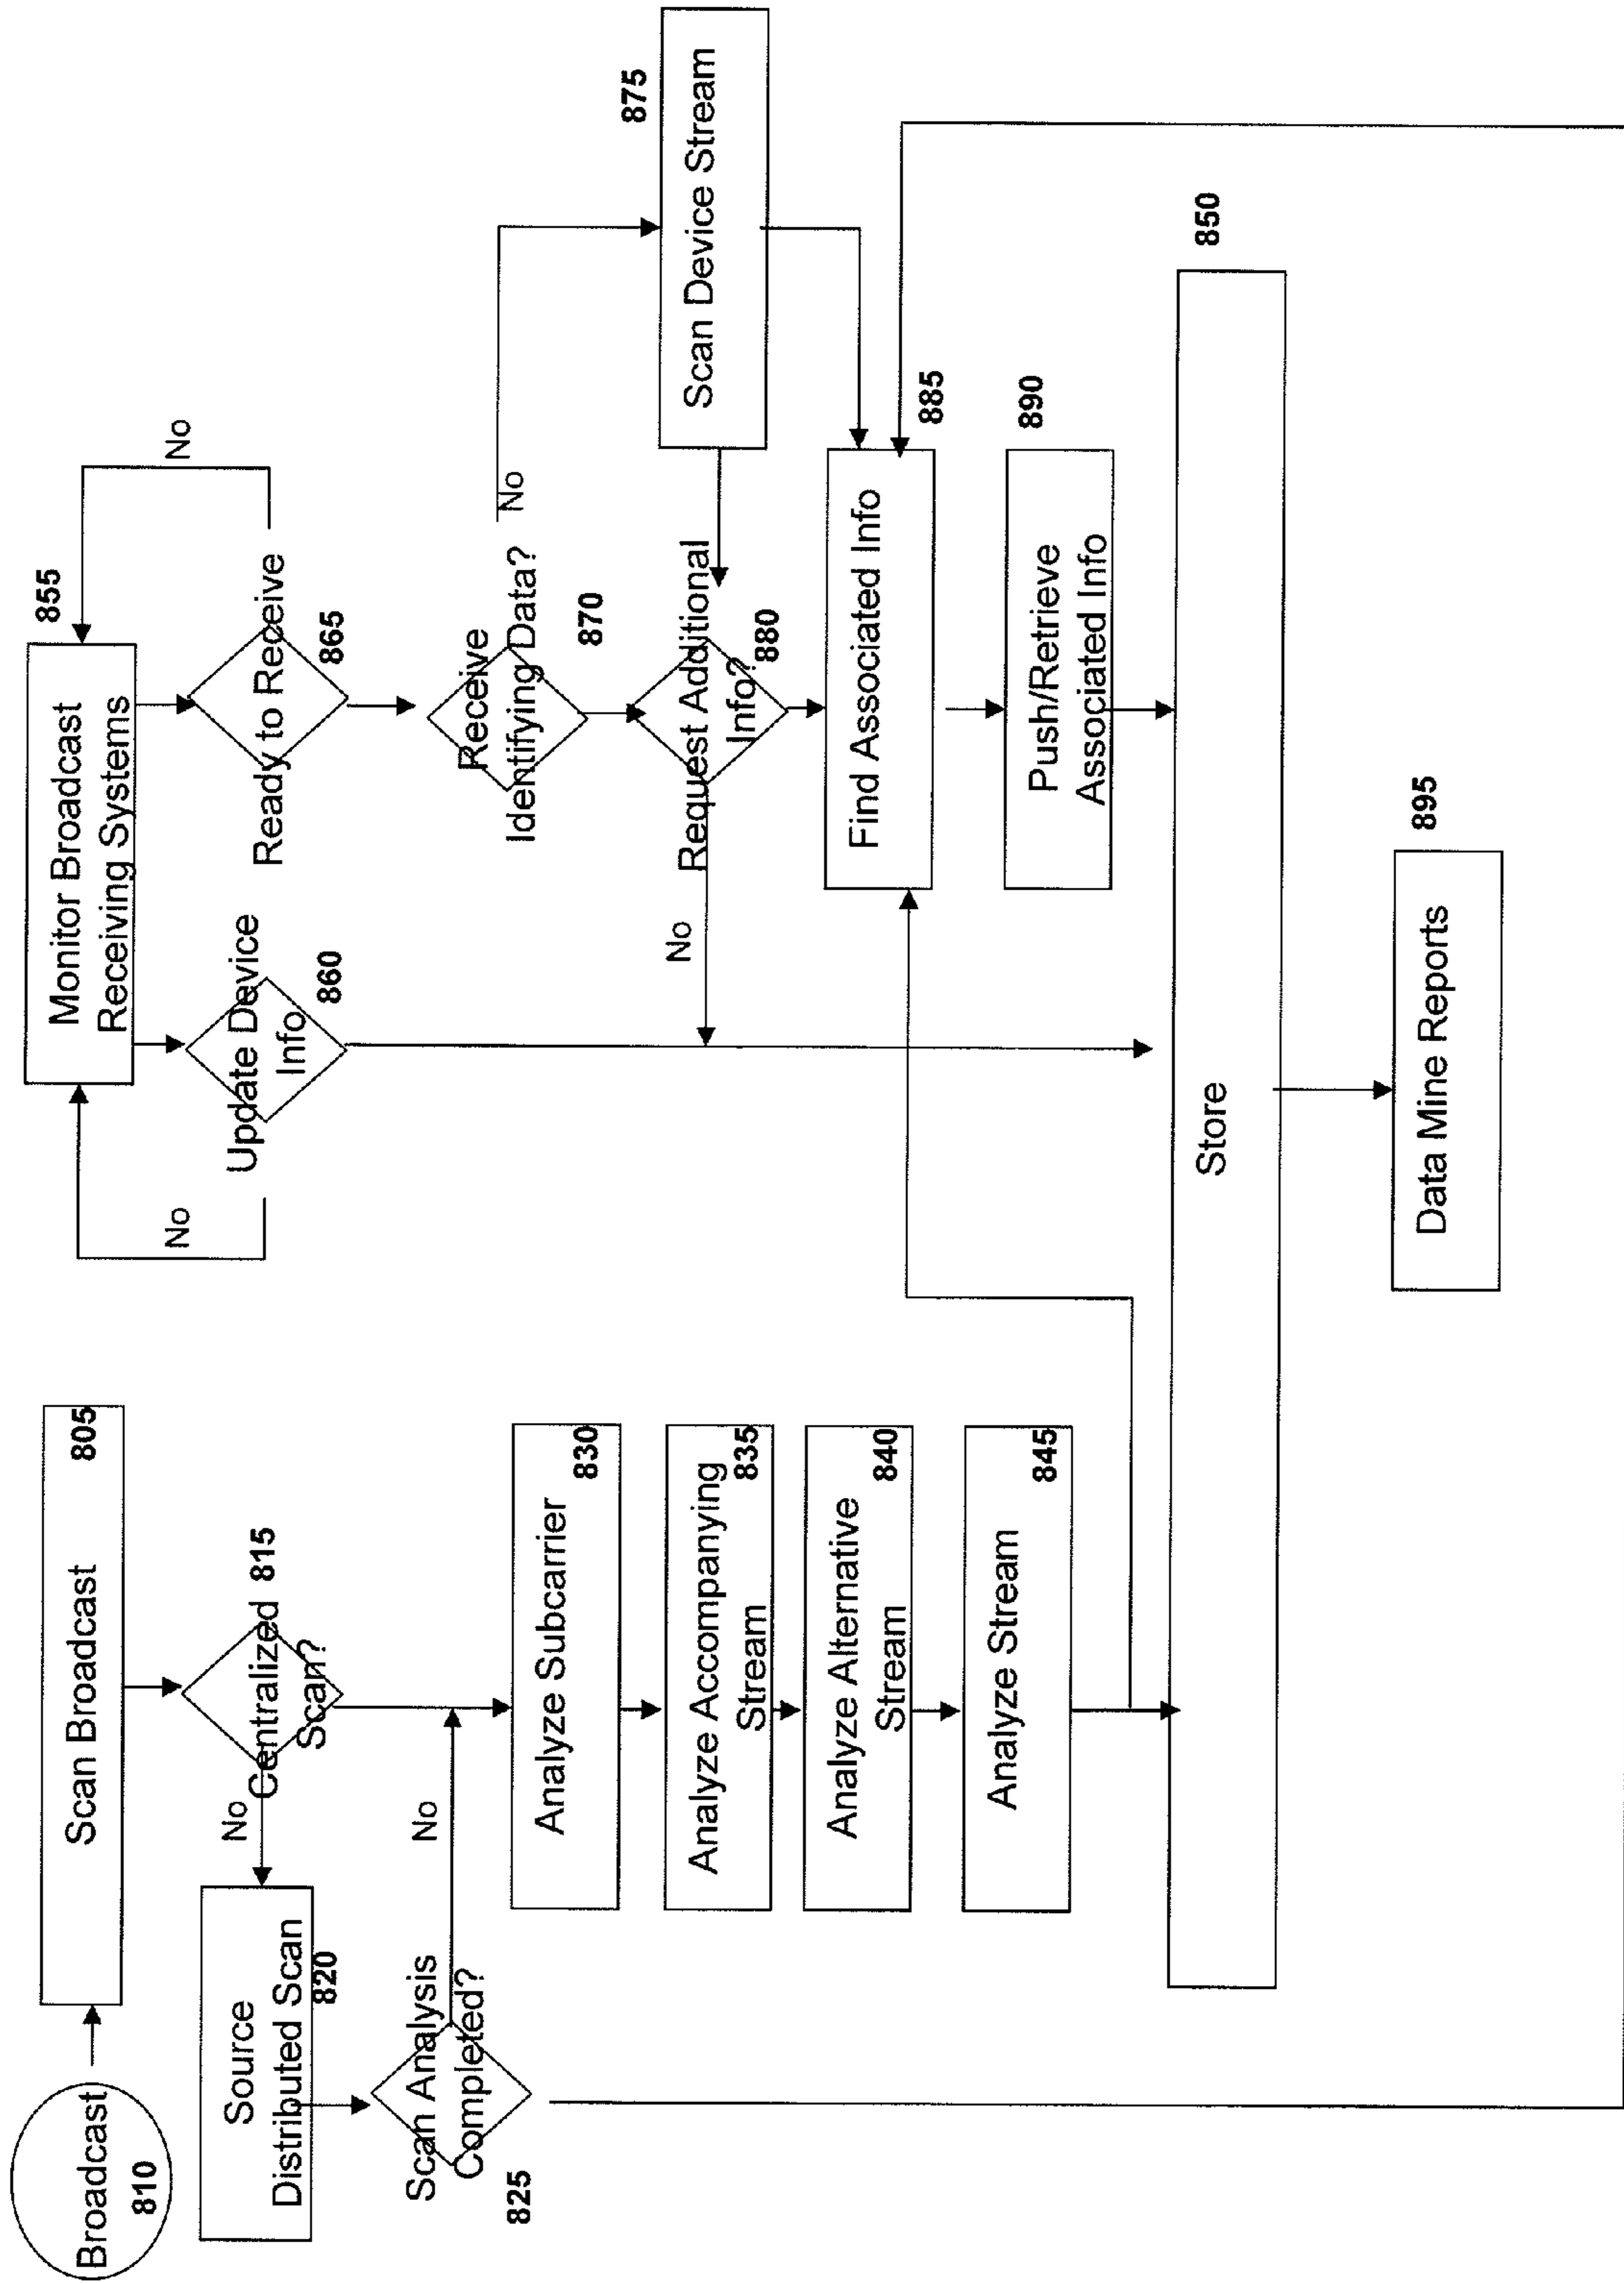 Broadcast
810
Scan Broadcast
805
Centralized
Scan?
815
No
Source
Distributed Scan
820
Scan Analysis
Completed?
825
No
Analyze Subcarrier
830
Analyze Accompanying
Stream
835
Analyze Alternative
Stream
840
Analyze Stream
845
Monitor Broadcast
Receiving Systems
855
No
Update Device
Info
860
Ready to Receive
865
No
Receive
Identifying Data?
870
No
Scan Device Stream
875
Request Additional
Info?
880
No
Find Associated Info
885
Push/Retrieve
Associated Info
890
Store
850
Data Mine Reports
895